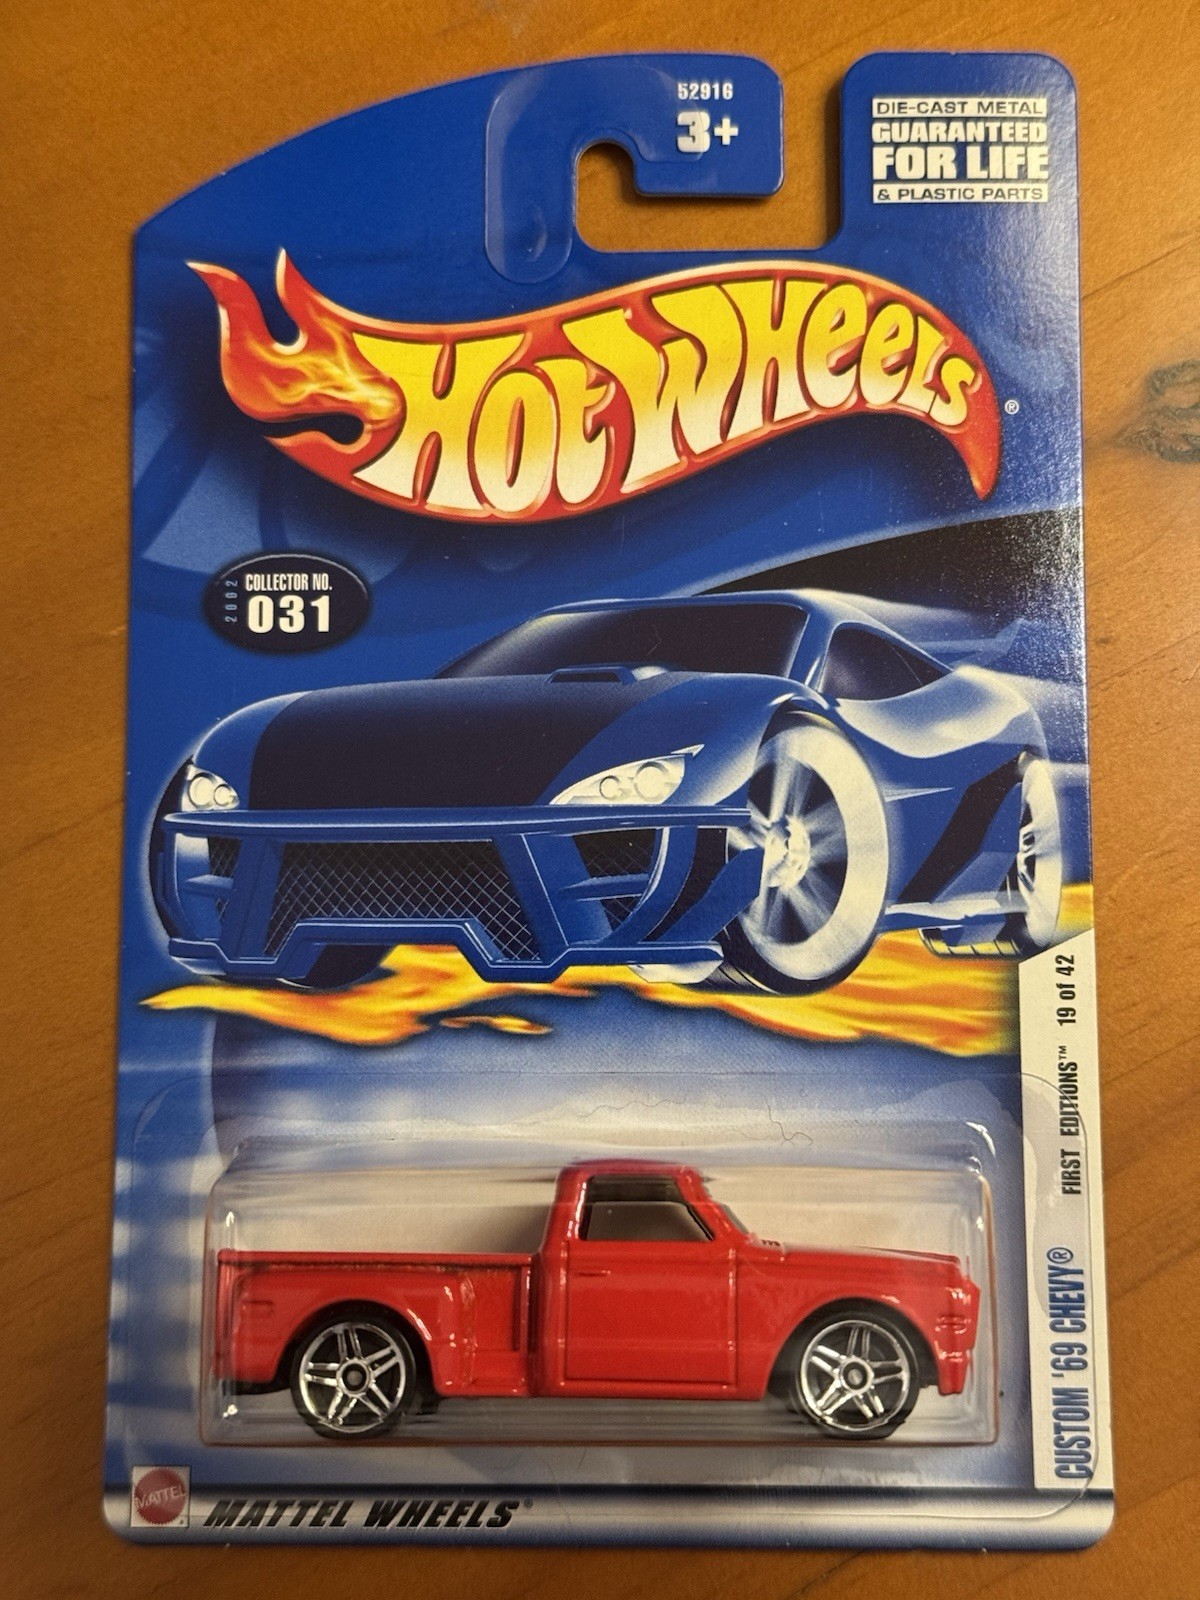 52916
3+
DIE-CAST METAL
GUARANTEED
FOR LIFE
& PLASTIC PARTS
HOT WHEELS®
2002
COLLECTOR NO.
031
FIRST EDITIONS™ 19 of 42
CUSTOM '69 CHEVY®
MATTEL
MATTEL WHEELS®